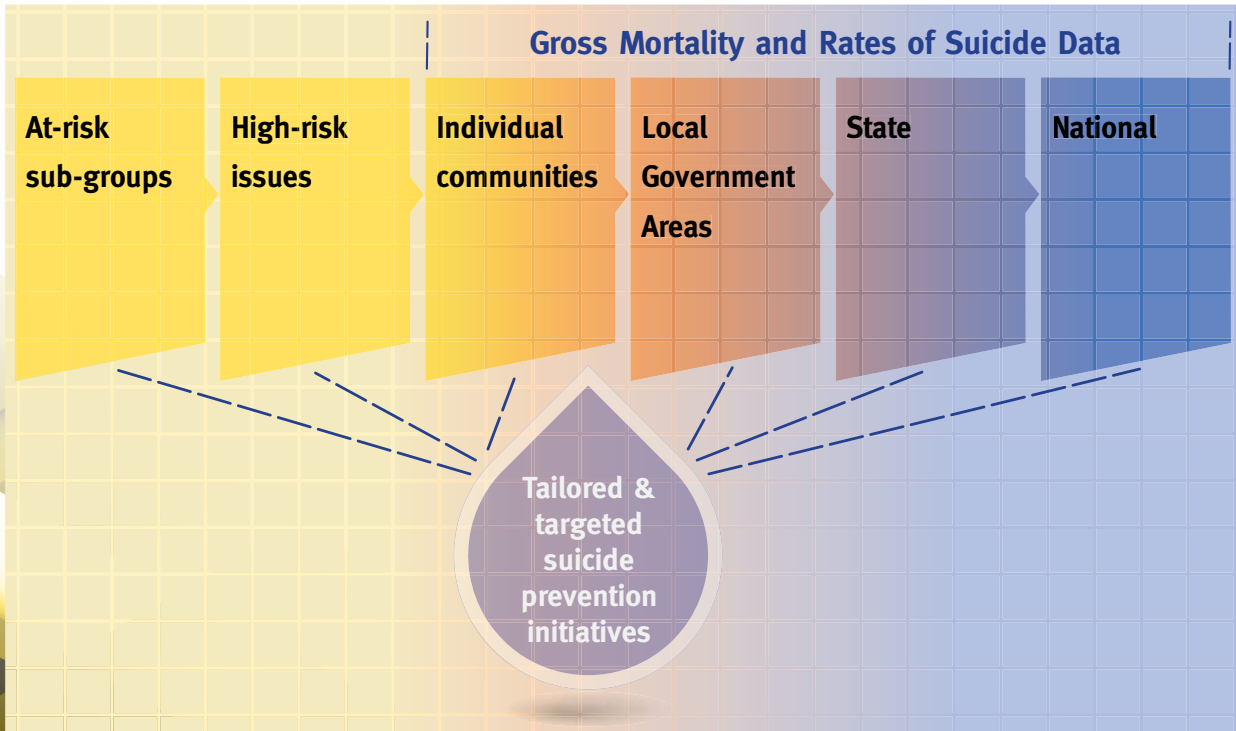 Gross Mortality and Rates of Suicide Data
At-risk
sub-groups
High-risk
issues
Individual
communities
Local
Government
Areas
State
National
Tailored &
targeted
suicide
prevention
initiatives